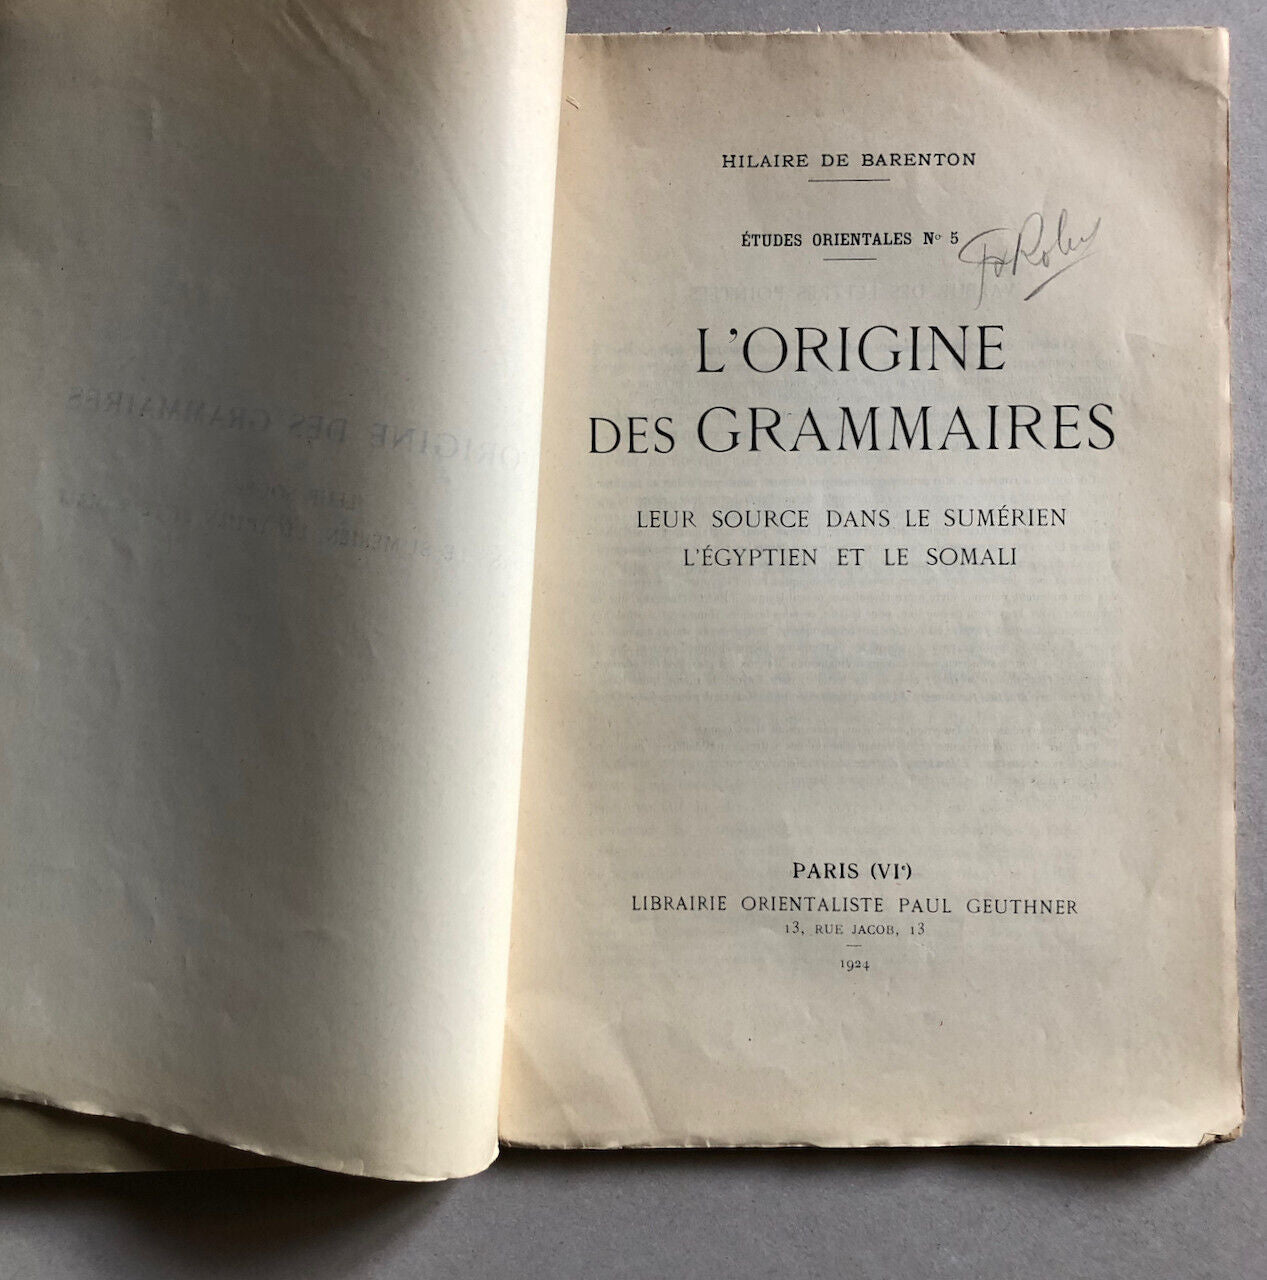 HILAIRE DE BARENTON
ÉTUDES ORIENTALES Nº 5
L'ORIGINE
DES GRAMMAIRES
LEUR SOURCE DANS LE SUMÉRIEN
L'ÉGYPTIEN ET LE SOMALI
PARIS (VIᵉ)
LIBRAIRIE ORIENTALISTE PAUL GEUTHNER
13, RUE JACOB, 13
1924